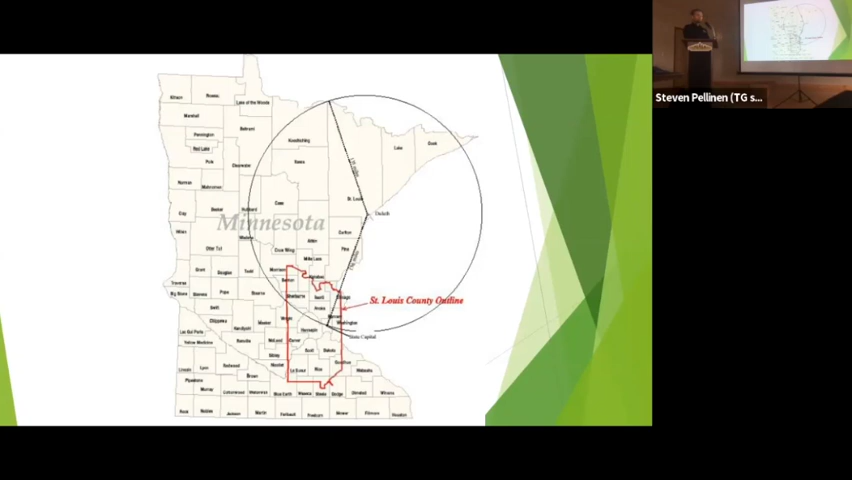 Steven Pellinen (TG s...
Kittson
Roseau
Lake of the Woods
Marshall
Beltrami
Koochiching
Pennington
Red Lake
Lake
Cook
Polk
Clearwater
Itasca
Norman
Mahnomen
St. Louis
Cass
Clay
Becker
Hubbard
Duluth
Minnesota
Wilkin
Wadena
Carlton
Aitkin
Pine
Otter Tail
Crow Wing
Mille Lacs
Grant
Douglas
Todd
Morrison
Benton
Kanabec
Traverse
Big Stone
Stevens
Pope
Stearns
Sherburne
Isanti
Chisago
St. Louis County Outline
Swift
Anoka
Wright
Chippewa
Kandiyohi
Meeker
Hennepin
Washington
Lac Qui Parle
State Capital
Yellow Medicine
Renville
McLeod
Carver
Scott
Dakota
Sibley
Goodhue
Lincoln
Lyon
Redwood
Nicollet
Le Sueur
Rice
Wabasha
Brown
Pipestone
Murray
Cottonwood
Watonwan
Blue Earth
Waseca
Steele
Dodge
Olmsted
Winona
Rock
Nobles
Jackson
Martin
Faribault
Freeborn
Mower
Fillmore
Houston